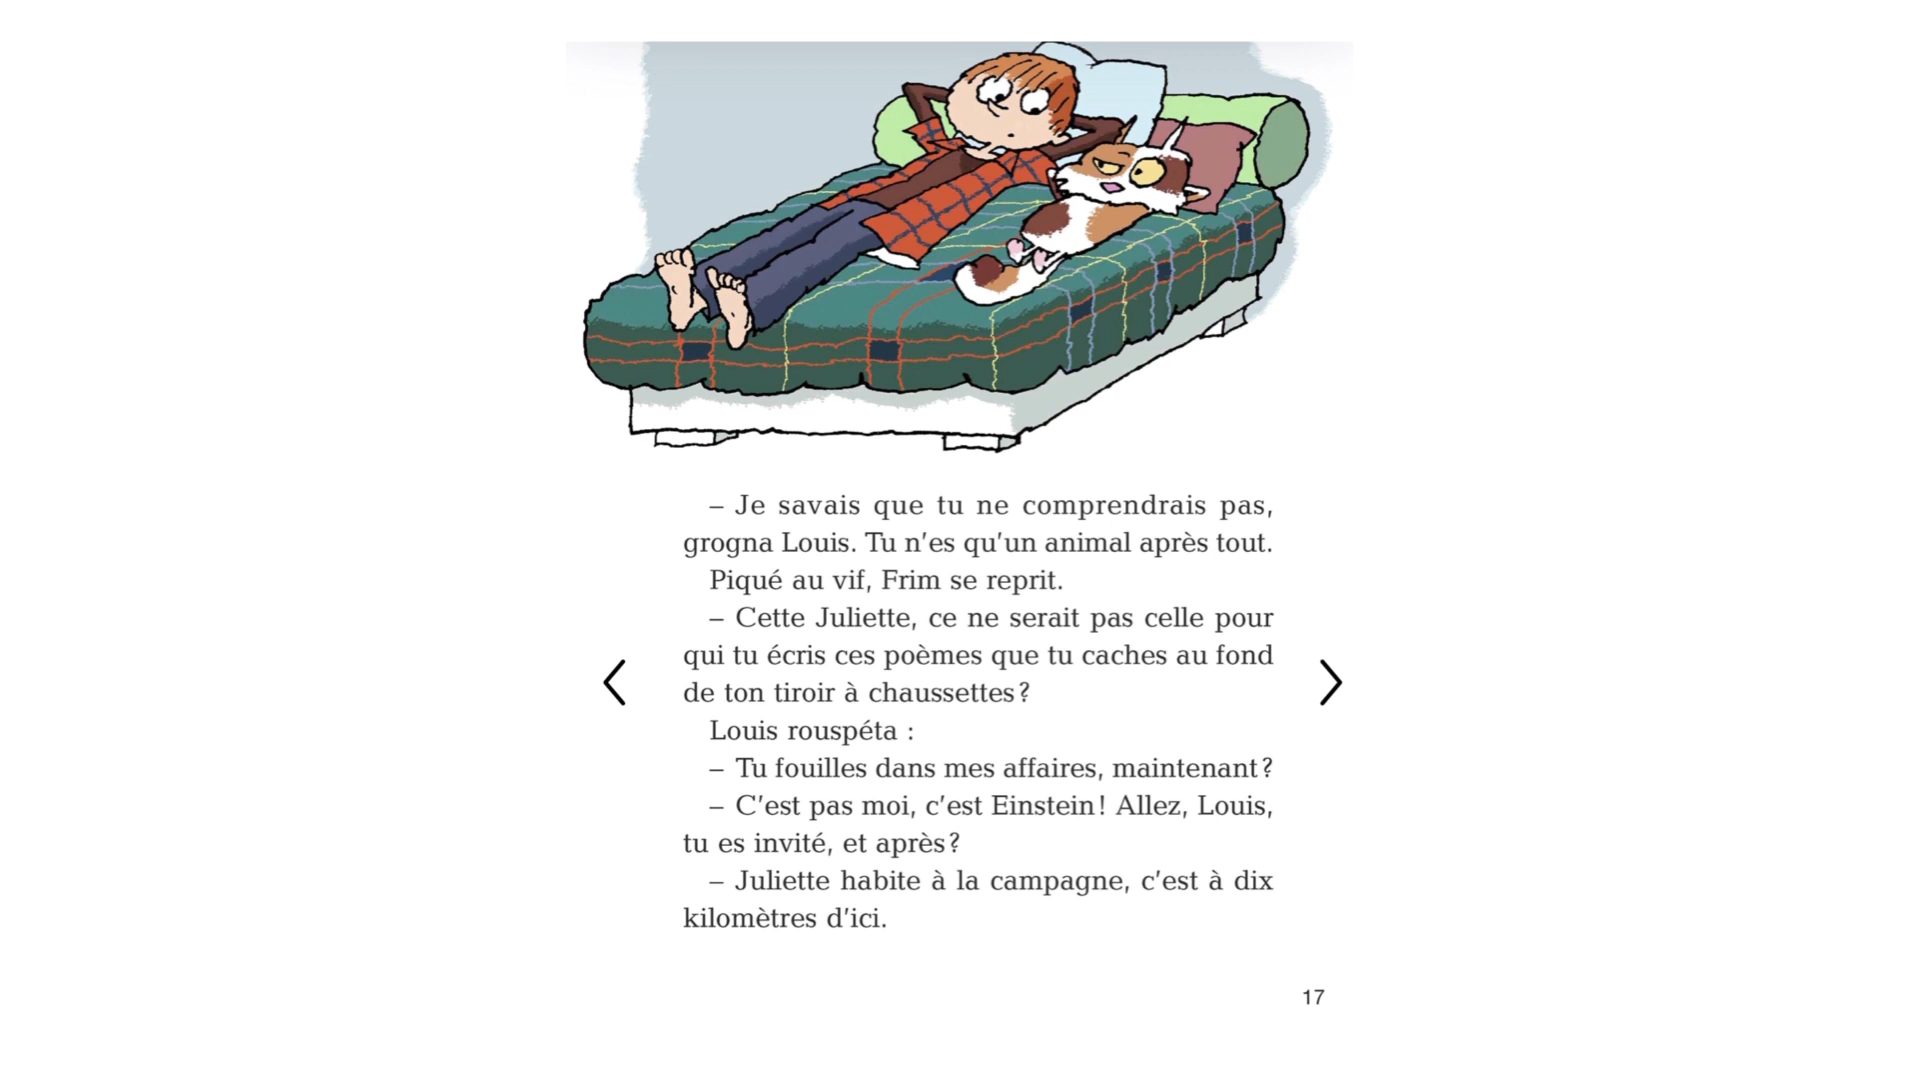 – Je savais que tu ne comprendrais pas,
grogna Louis. Tu n’es qu’un animal après tout.
Piqué au vif, Frim se reprit.
– Cette Juliette, ce ne serait pas celle pour
qui tu écris ces poèmes que tu caches au fond
de ton tiroir à chaussettes ?
Louis rouspéta :
– Tu fouilles dans mes affaires, maintenant ?
– C’est pas moi, c’est Einstein ! Allez, Louis,
tu es invité, et après ?
– Juliette habite à la campagne, c’est à dix
kilomètres d’ici.
17